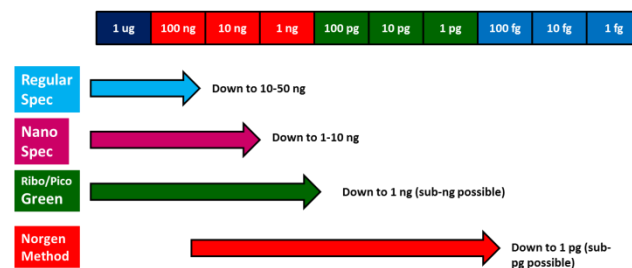 1 ug 100 ng 10 ng 1 ng 100 pg 10 pg 1 pg 100 fg 10 fg 1 fg
Regular
Spec
Down to 10-50 ng
Nano
Spec
Down to 1-10 ng
Ribo/Pico
Green
Down to 1 ng (sub-ng possible)
Norgen
Method
Down to 1 pg (sub-
pg possible)